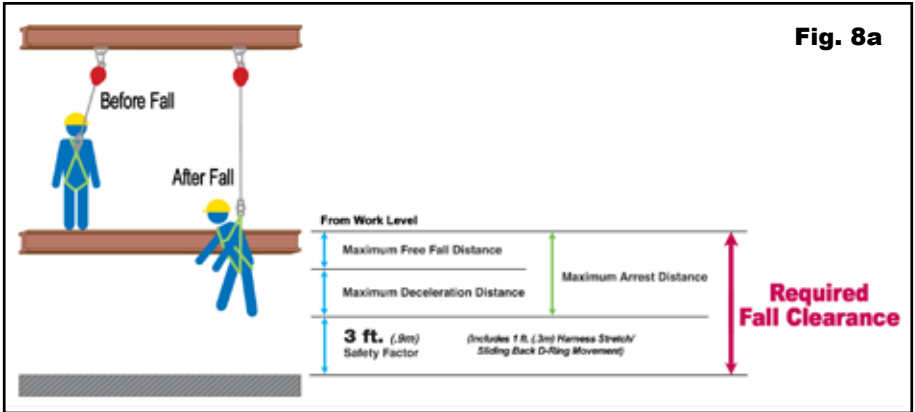 Fig. 8a
Before Fall
After Fall
From Work Level
Maximum Free Fall Distance
Maximum Arrest Distance
Maximum Deceleration Distance
Required
Fall Clearance
3 ft. (.9m)
Safety Factor
(Includes 1 ft. (.3m) Harness Stretch/
Sliding Back D-Ring Movement)